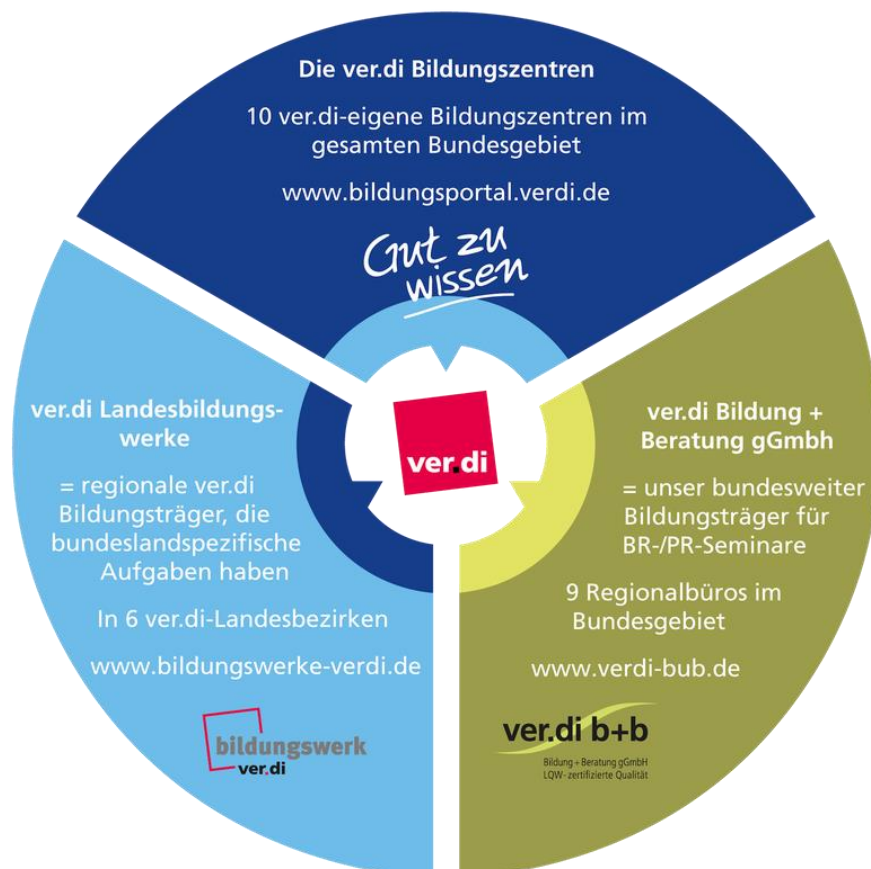 Die ver.di Bildungszentren
10 ver.di-eigene Bildungszentren im
gesamten Bundesgebiet
www.bildungsportal.verdi.de
Gut zu
wissen
ver.di
ver.di Landesbildungs-
werke
= regionale ver.di
Bildungsträger, die
bundeslandspezifische
Aufgaben haben
In 6 ver.di-Landesbezirken
www.bildungswerke-verdi.de
bildungswerk
ver.di
ver.di Bildung +
Beratung gGmbh
= unser bundesweiter
Bildungsträger für
BR-/PR-Seminare
9 Regionalbüros im
Bundesgebiet
www.verdi-bub.de
ver.di b+b
Bildung + Beratung gGmbH
LQW- zertifizierte Qualität